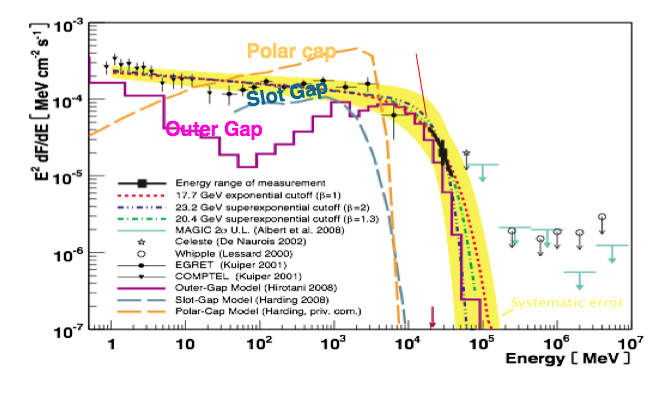 10⁻³
10⁻⁴
10⁻⁵
10⁻⁶
10⁻⁷
E² dF/dE [ MeV cm⁻² s⁻¹]
Polar cap
Slot Gap
Outer Gap
Energy range of measurement
17.7 GeV exponential cutoff (β=1)
23.2 GeV superexponential cutoff (β=2)
20.4 GeV superexponential cutoff (β=1.3)
MAGIC 2σ U.L. (Albert et al. 2008)
Celeste (De Naurois 2002)
Whipple (Lessard 2000)
EGRET (Kuiper 2001)
COMPTEL (Kuiper 2001)
Outer-Gap Model (Hirotani 2008)
Slot-Gap Model (Harding 2008)
Polar-Cap Model (Harding, priv. com.)
Systematic error
1 10 10² 10³ 10⁴ 10⁵ 10⁶ 10⁷
Energy [ MeV]